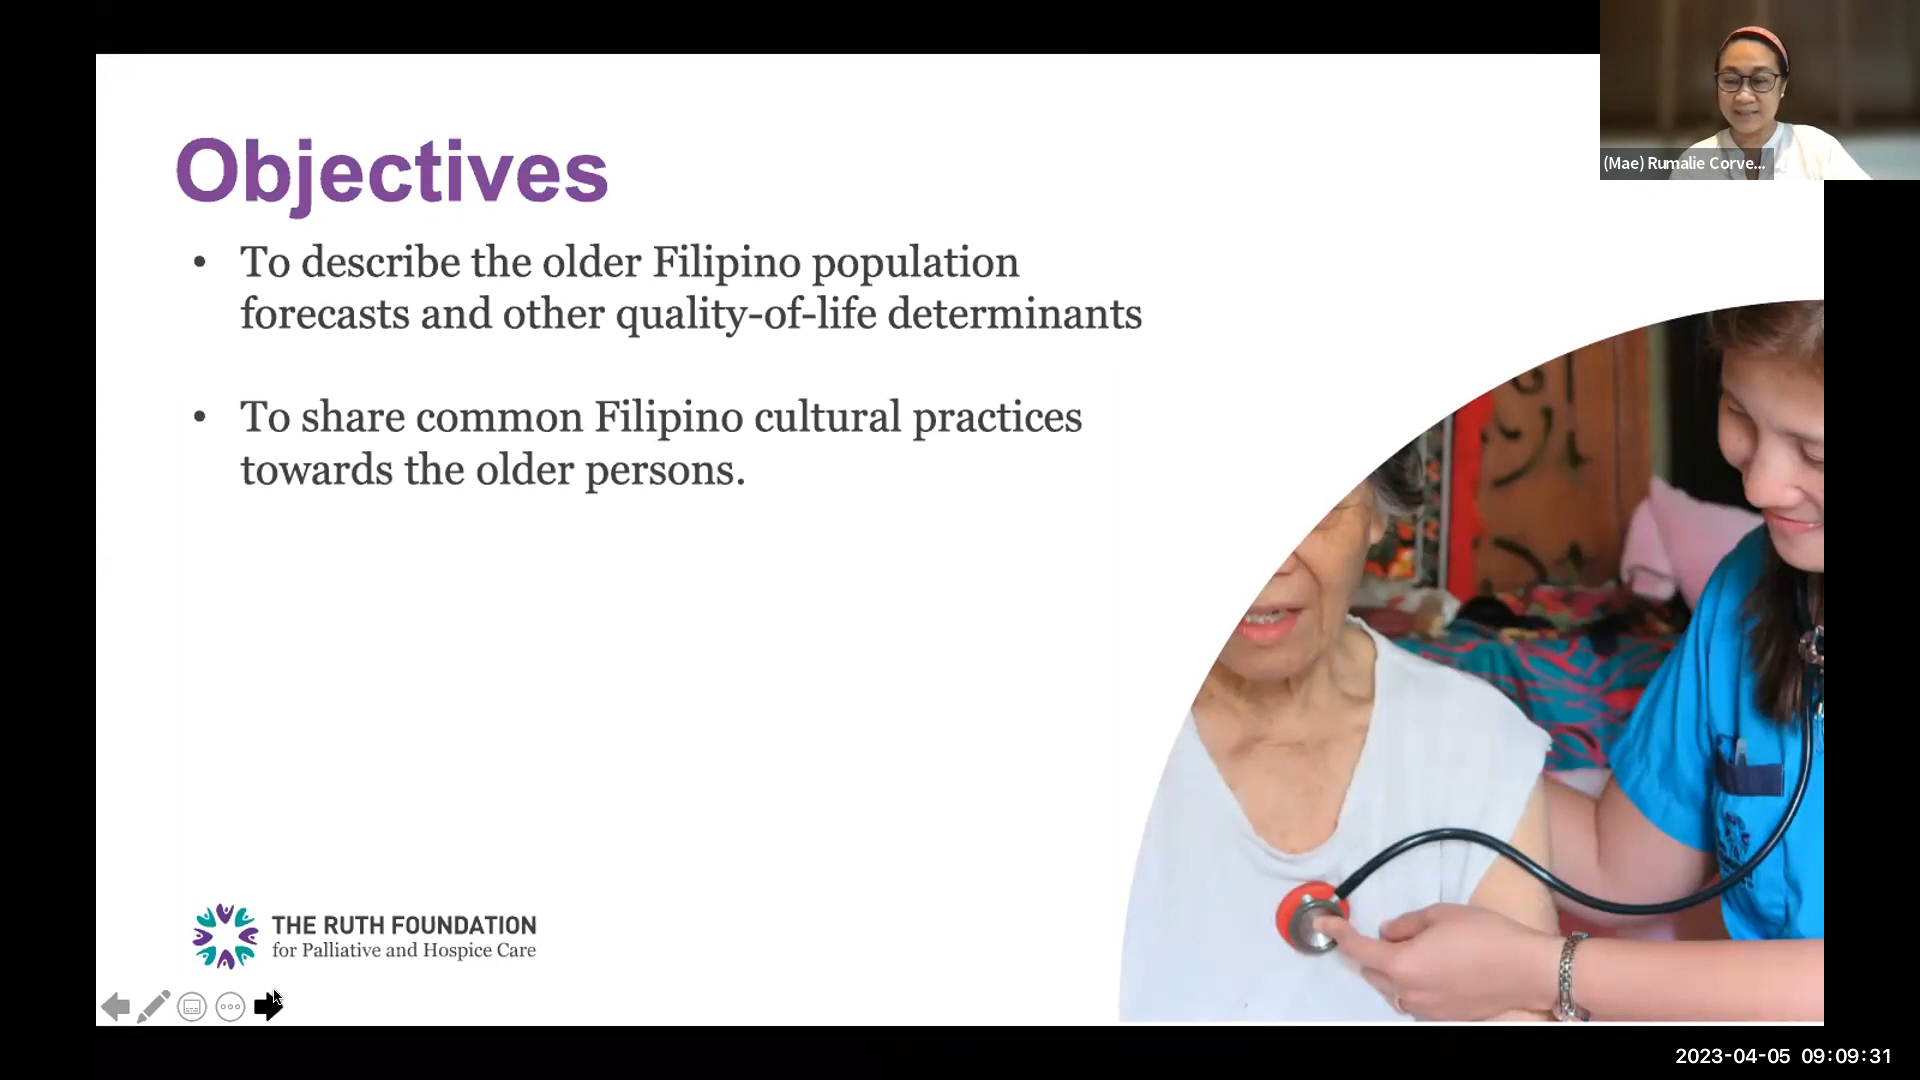 (Mae) Rumalie Corve...
Objectives
• To describe the older Filipino population
forecasts and other quality-of-life determinants
• To share common Filipino cultural practices
towards the older persons.
THE RUTH FOUNDATION
for Palliative and Hospice Care
2023-04-05 09:09:31